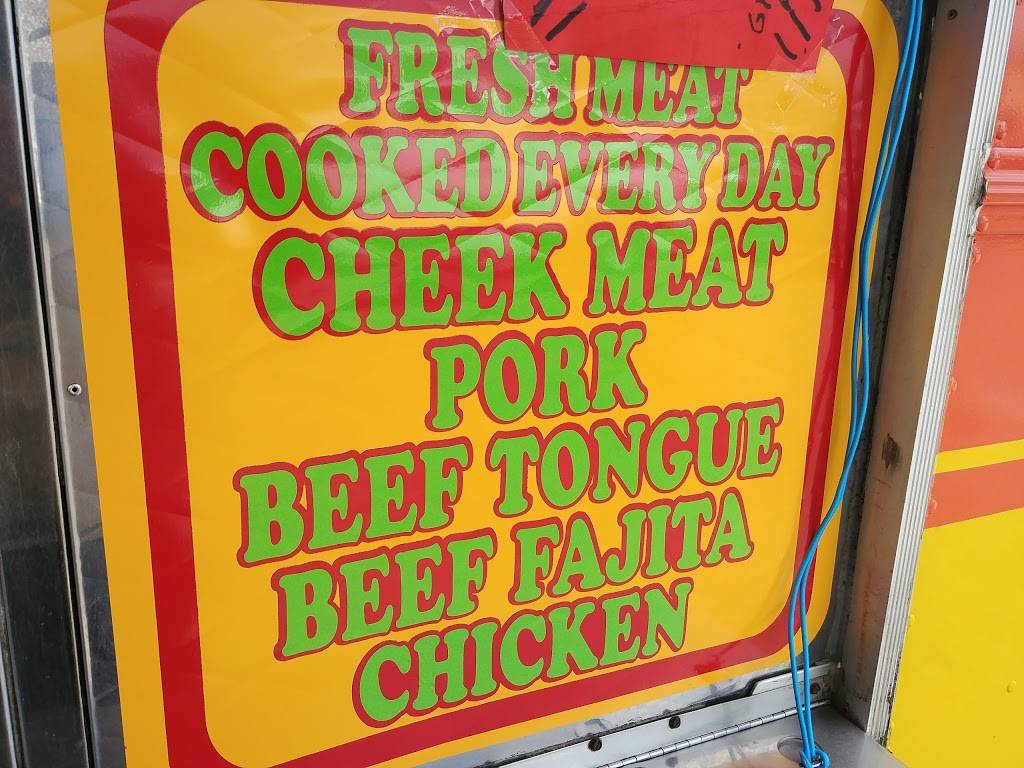 FRESH MEAT
COOKED EVERY DAY
CHEEK MEAT
PORK
BEEF TONGUE
BEEF FAJITA
CHICKEN